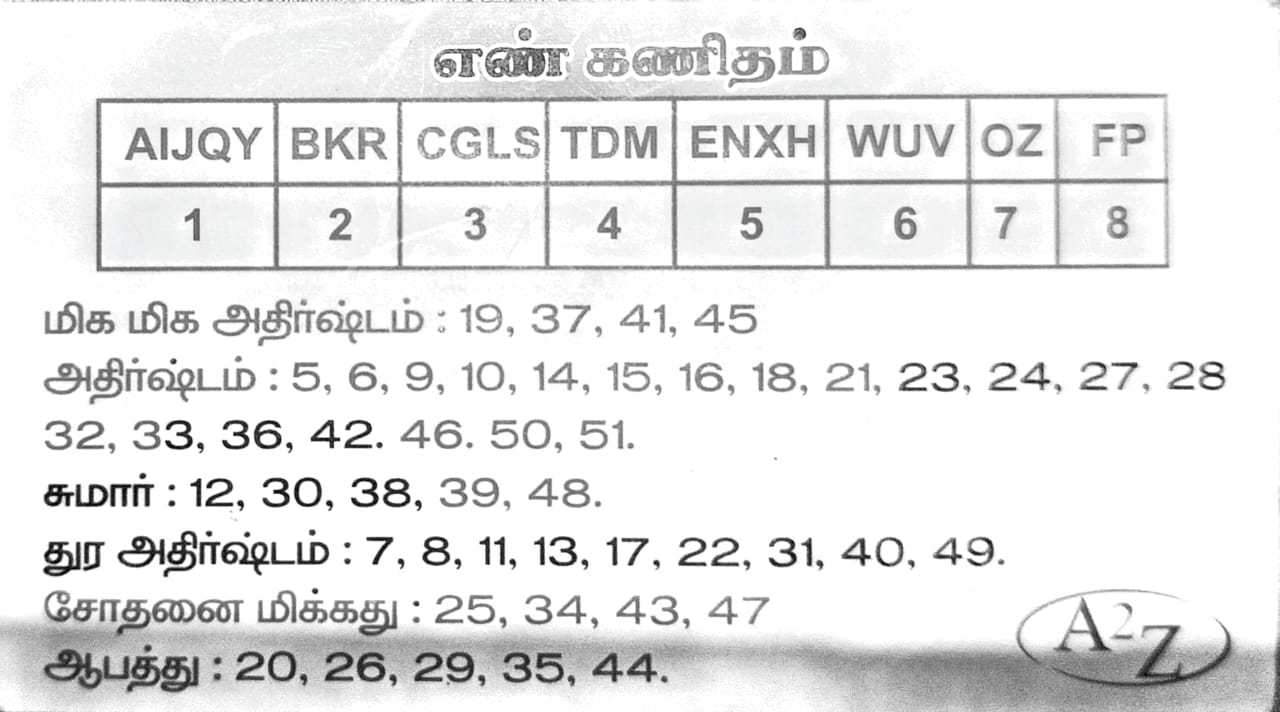 எண் கணிதம்
AIJQY BKR CGLS TDM ENXH WUV OZ FP
1 2 3 4 5 6 7 8
மிக மிக அதிர்ஷ்டம் : 19, 37, 41, 45
அதிர்ஷ்டம் : 5, 6, 9, 10, 14, 15, 16, 18, 21, 23, 24, 27, 28
32, 33, 36, 42. 46. 50, 51.
சுமார் : 12, 30, 38, 39, 48.
துர அதிர்ஷ்டம் : 7, 8, 11, 13, 17, 22, 31, 40, 49.
சோதனை மிக்கது : 25, 34, 43, 47
ஆபத்து : 20, 26, 29, 35, 44.
A2Z